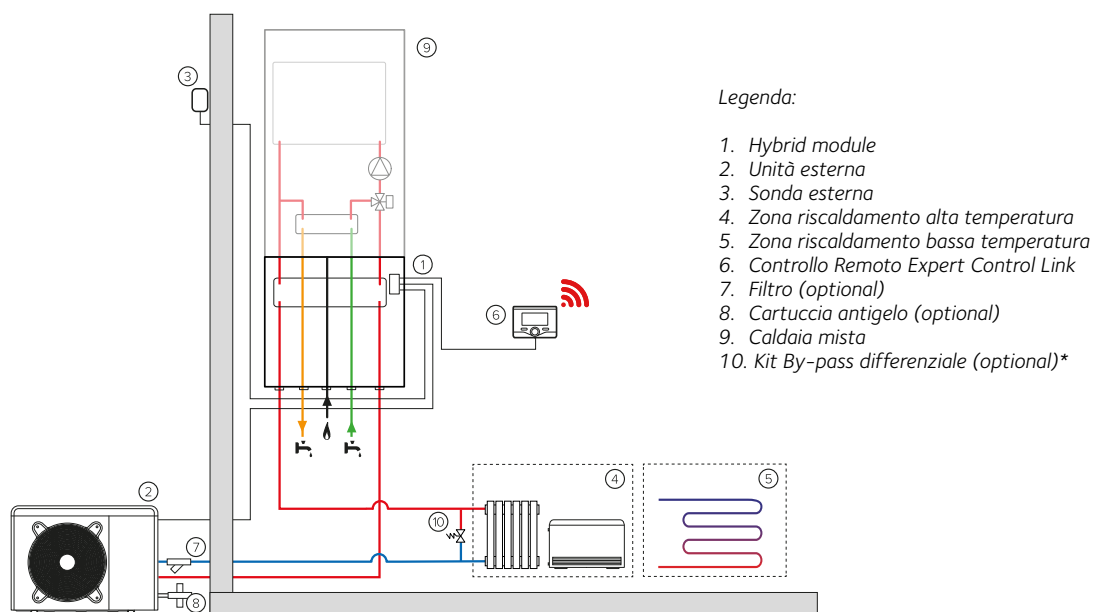 9
3
1
6
2
7
8
10
4
5
Legenda:
1. Hybrid module
2. Unità esterna
3. Sonda esterna
4. Zona riscaldamento alta temperatura
5. Zona riscaldamento bassa temperatura
6. Controllo Remoto Expert Control Link
7. Filtro (optional)
8. Cartuccia antigelo (optional)
9. Caldaia mista
10. Kit By-pass differenziale (optional)*